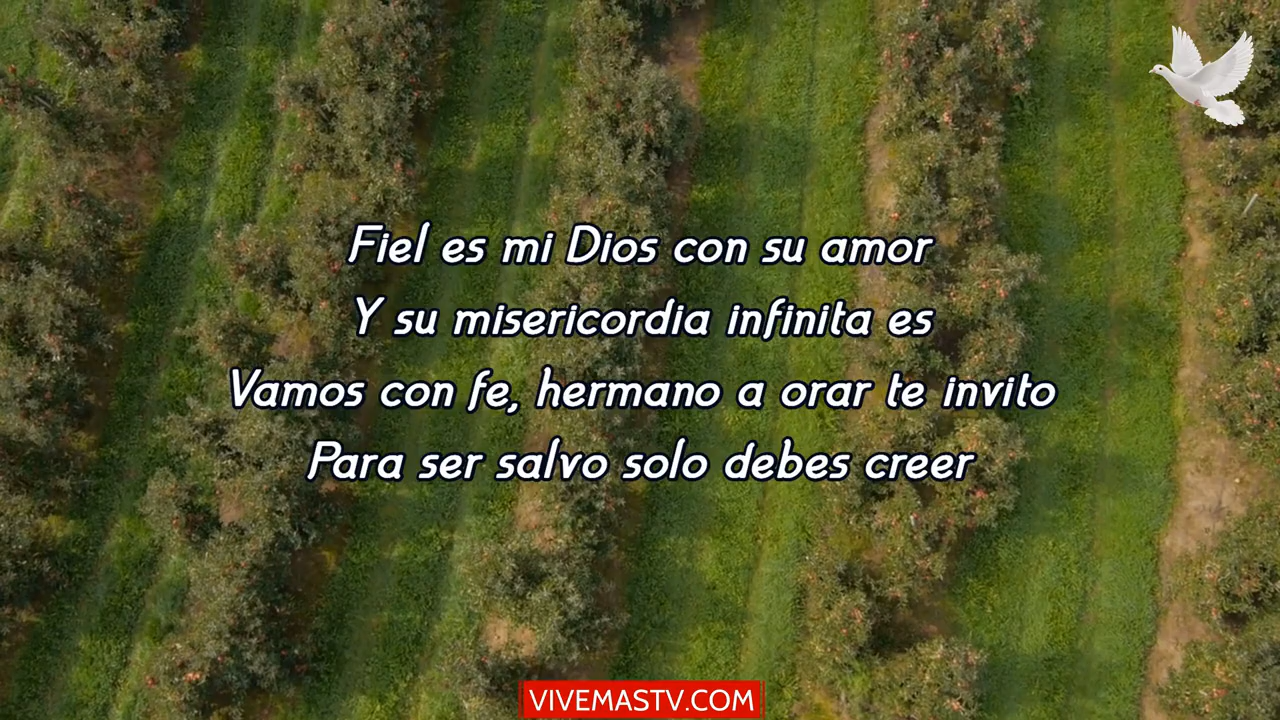 Fiel es mi Dios con su amor
Y su misericordia infinita es
Vamos con fe, hermano a orar te invito
Para ser salvo solo debes creer
VIVEMASTV.COM